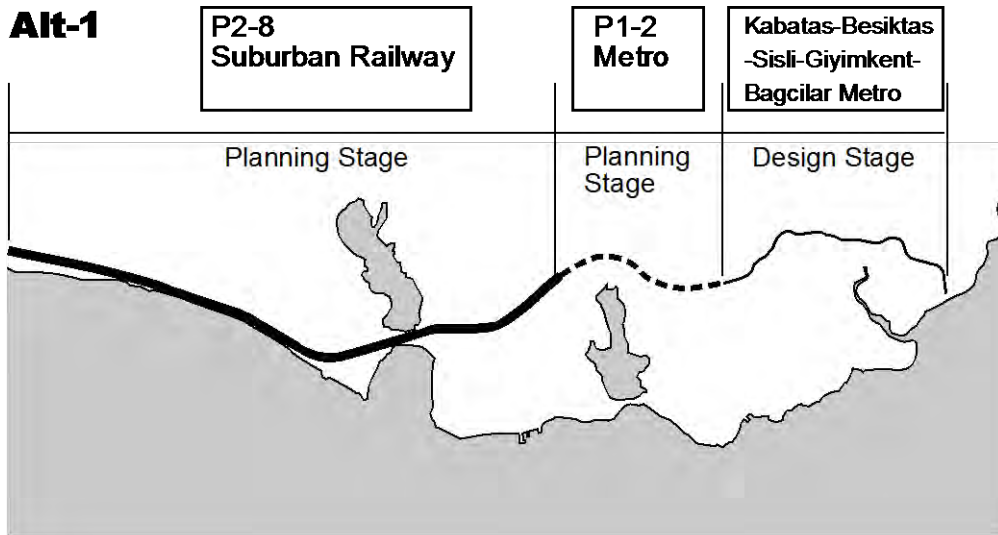 Alt-1
P2-8
Suburban Railway
P1-2
Metro
Kabatas-Besiktas
-Sisli-Giyimkent-
Bagcilar Metro
Planning Stage
Planning
Stage
Design Stage